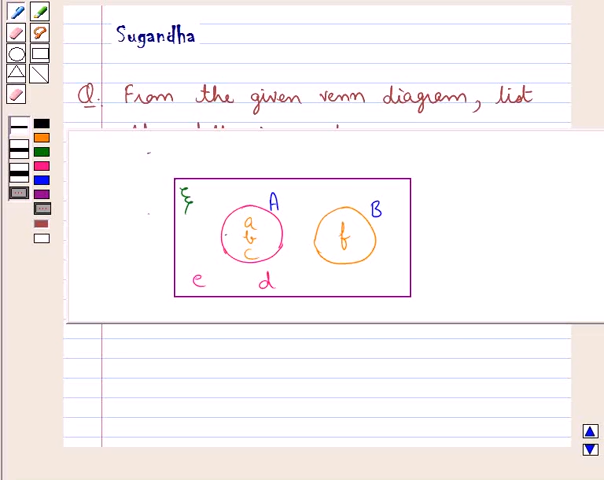 Sugandha
Q. From the given venn diagram, list
ξ
A
B
a
b
c
f
e
d